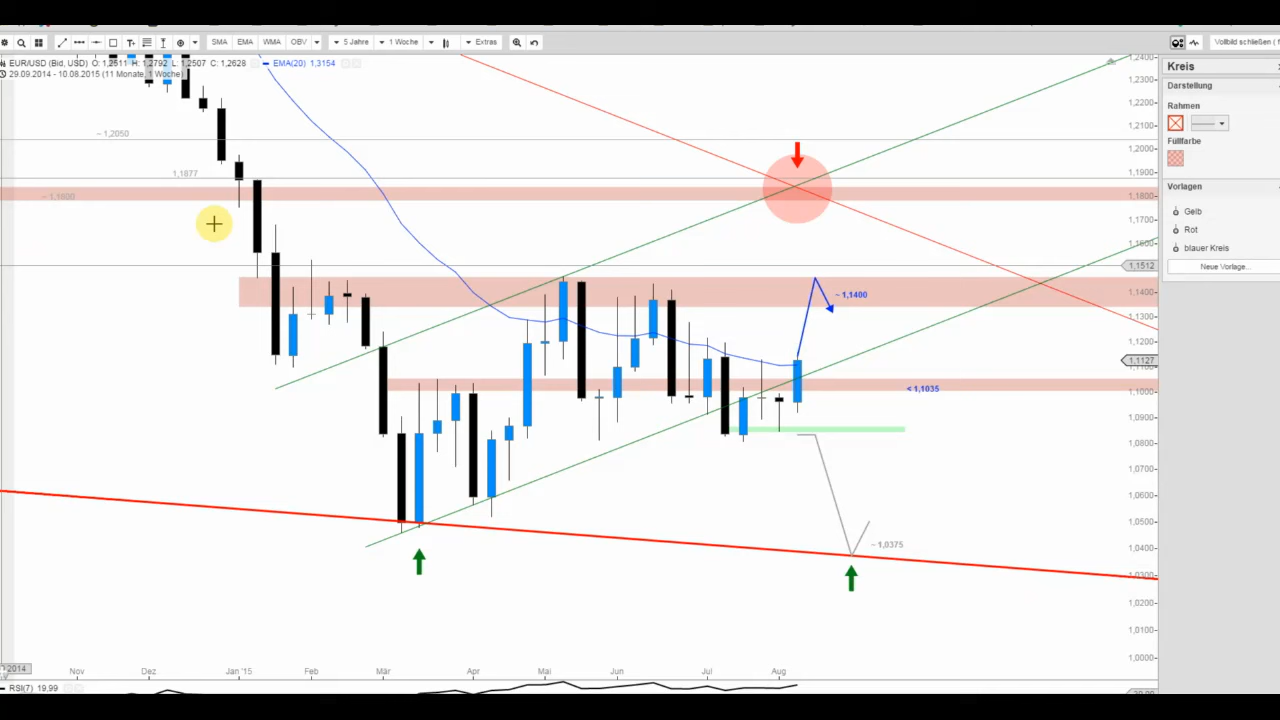 SMA EMA WMA OBV 5 Jahre 1 Woche Extras Vollbild schließen (
EUR/USD (Bid, USD) O: 1,2511 H: 1,2792 L: 1,2507 C: 1,2628 EMA(20) 1,3154
29.09.2014 - 10.08.2015 (11 Monate, 1 Woche)
Kreis
Darstellung
Rahmen
Füllfarbe
Vorlagen
Gelb
Rot
blauer Kreis
Neue Vorlage...
~ 1,2050
1,1877
~ 1,1800
~ 1,1400
< 1,1035
~ 1,0375
1,2400
1,2300
1,2200
1,2100
1,2000
1,1900
1,1800
1,1700
1,1600
1,1512
1,1400
1,1300
1,1200
1,1127
1,1000
1,0900
1,0800
1,0700
1,0600
1,0500
1,0400
1,0300
1,0200
1,0100
1,0000
2014 Nov Dez Jan '15 Feb Mär Apr Mai Jun Jul Aug
RSI(7) 19,99